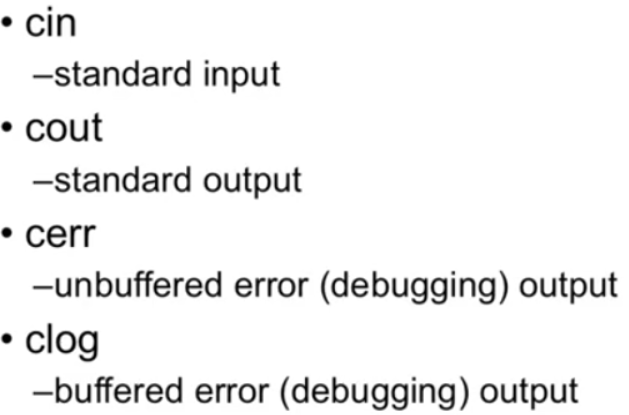 • cin
–standard input
• cout
–standard output
• cerr
–unbuffered error (debugging) output
• clog
–buffered error (debugging) output